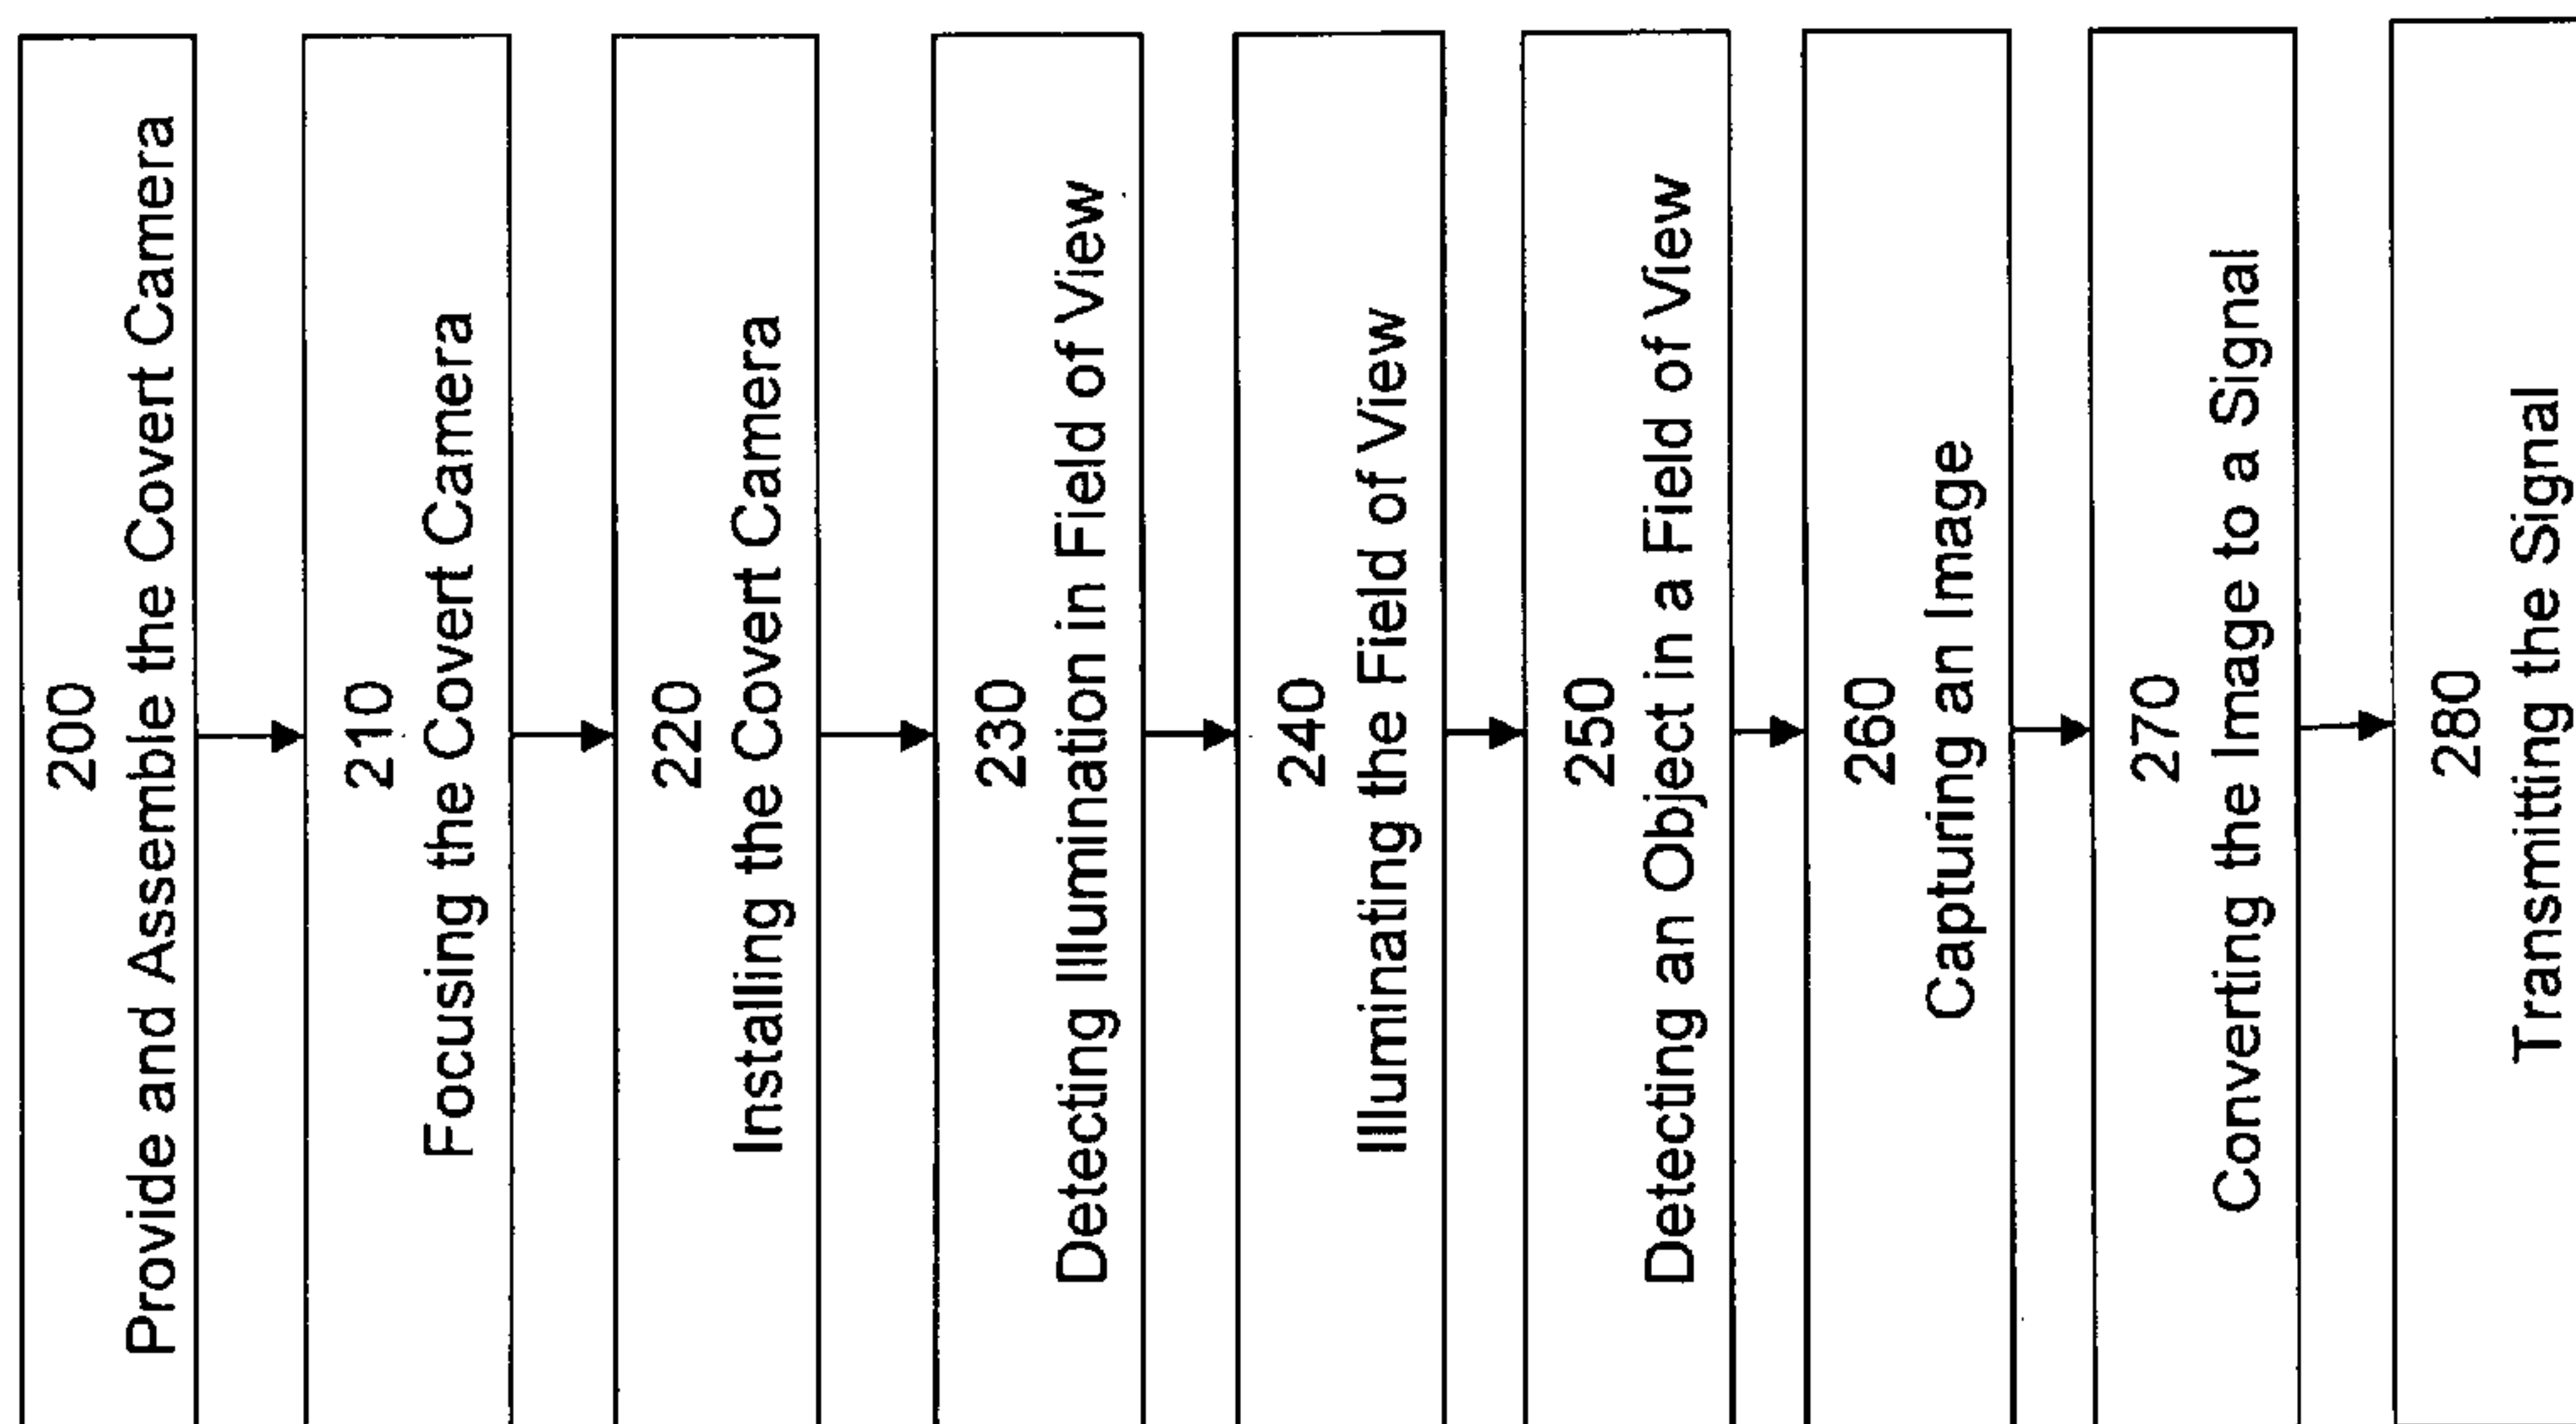 200
Provide and Assemble the Covert Camera
210
Focusing the Covert Camera
220
Installing the Covert Camera
230
Detecting Illumination in Field of View
240
Illuminating the Field of View
250
Detecting an Object in a Field of View
260
Capturing an Image
270
Converting the Image to a Signal
280
Transmitting the Signal